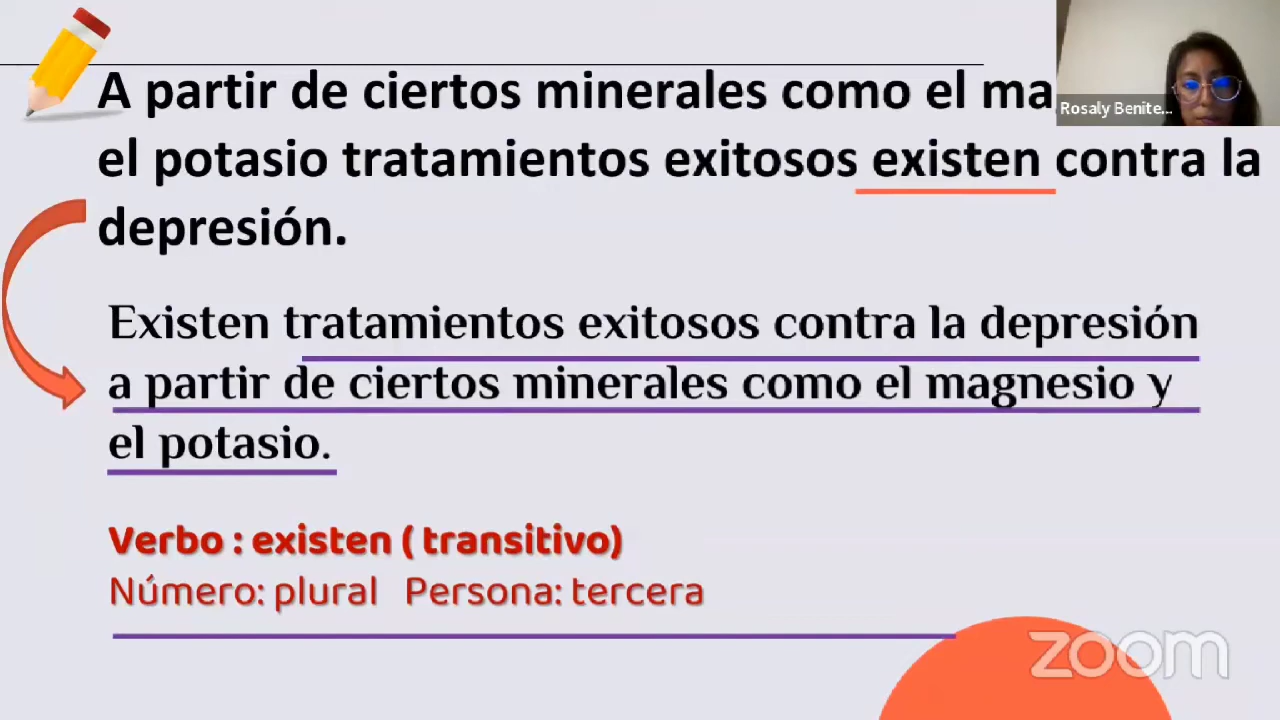 A partir de ciertos minerales como el ma
Rosaly Benite...
el potasio tratamientos exitosos existen contra la
depresión.
Existen tratamientos exitosos contra la depresión
a partir de ciertos minerales como el magnesio y
el potasio.
Verbo : existen ( transitivo)
Número: plural Persona: tercera
zoom